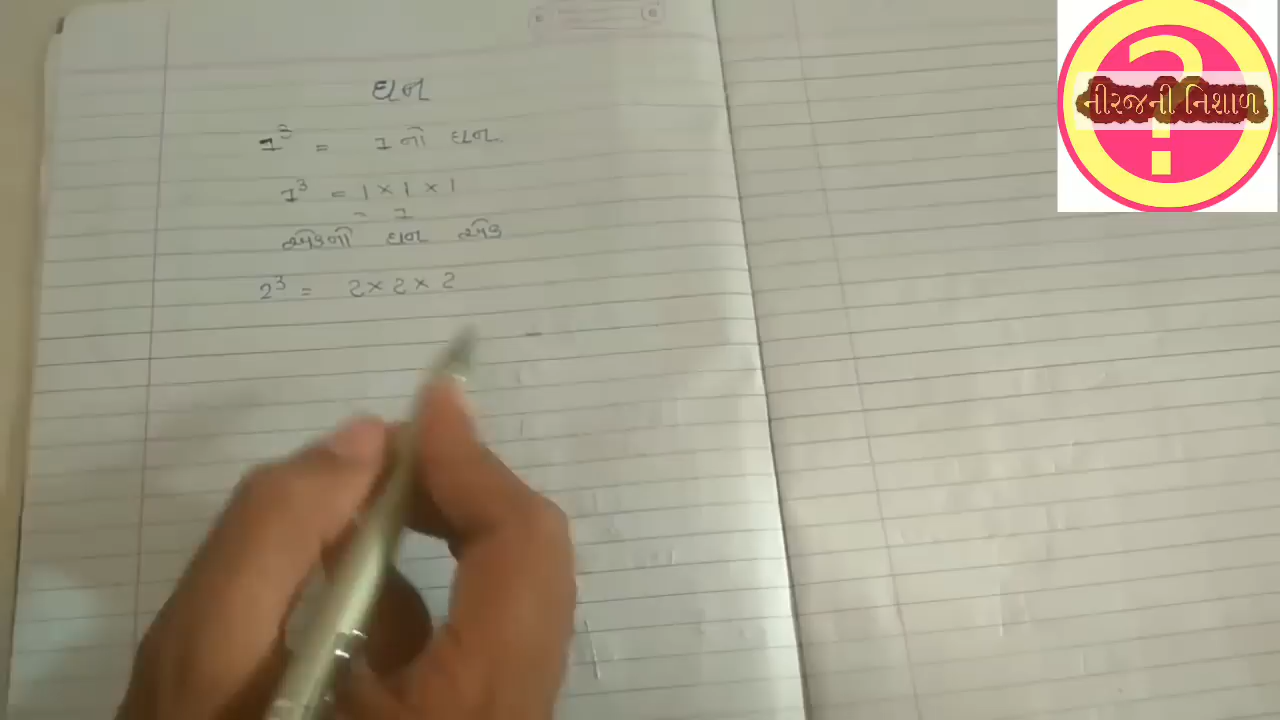 ઘન
1³ = 1 નો ઘન.
1³ = 1 × 1 × 1
= 1
એકનો ઘન એક
2³ = 2 × 2 × 2
નીરજની નિશાળ
?